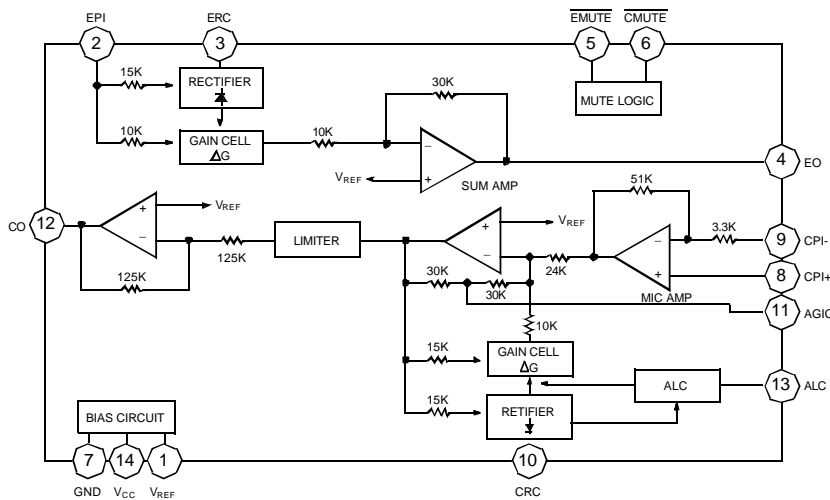 EPI
ERC
EMUTE
CMUTE
2
3
5
6
15K
RECTIFIER
30K
MUTE LOGIC
10K
GAIN CELL
ΔG
10K
−
+
VREF
SUM AMP
4
EO
51K
12
CO
+
−
VREF
125K
125K
LIMITER
+
−
VREF
24K
30K
30K
10K
−
+
MIC AMP
3.3K
9
CPI-
8
CPI+
11
AGIC
15K
GAIN CELL
ΔG
ALC
13
ALC
15K
RETIFIER
BIAS CIRCUIT
7
14
1
10
GND
VCC
VREF
CRC